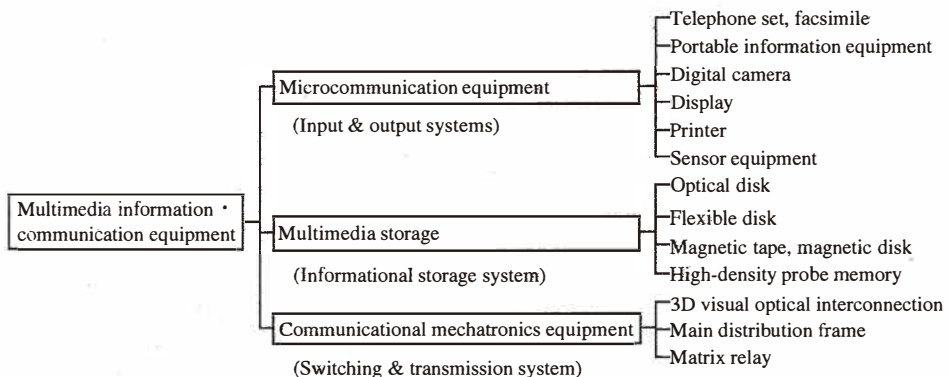 Multimedia information・
communication equipment
Microcommunication equipment
(Input & output systems)
Telephone set, facsimile
Portable information equipment
Digital camera
Display
Printer
Sensor equipment
Multimedia storage
(Informational storage system)
Optical disk
Flexible disk
Magnetic tape, magnetic disk
High-density probe memory
Communicational mechatronics equipment
(Switching & transmission system)
3D visual optical interconnection
Main distribution frame
Matrix relay